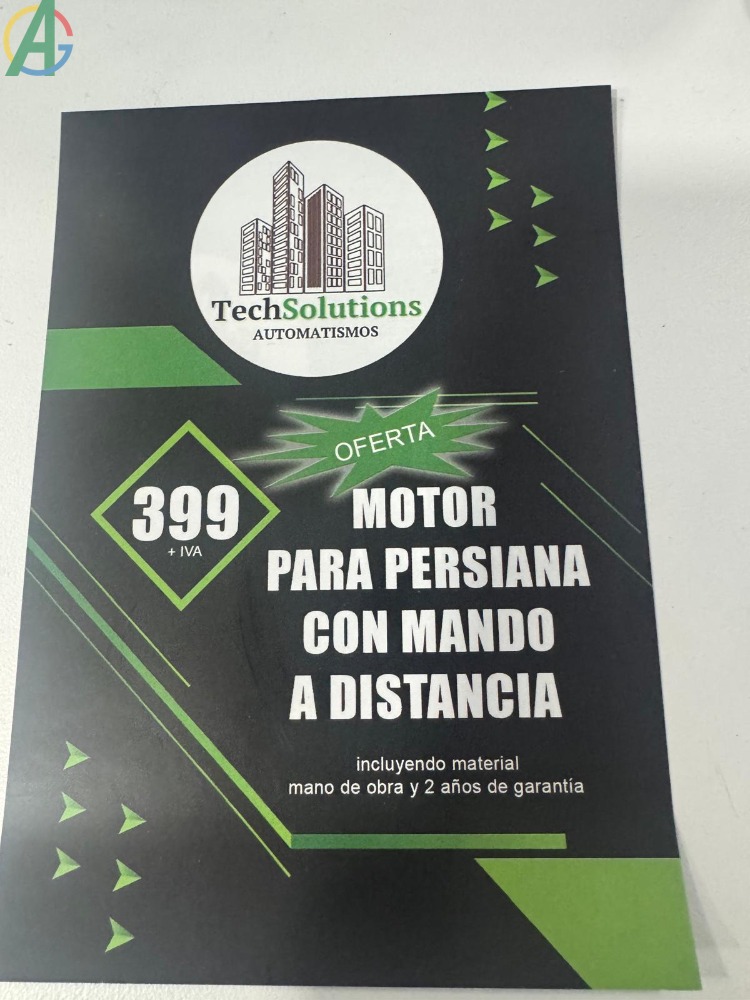 AG
TechSolutions
AUTOMATISMOS
OFERTA
399
+ IVA
MOTOR
PARA PERSIANA
CON MANDO
A DISTANCIA
incluyendo material
mano de obra y 2 años de garantía